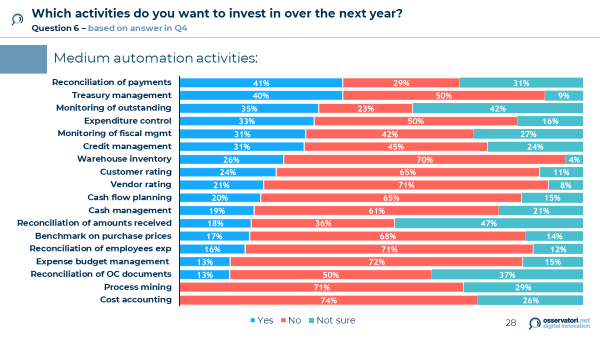 Which activities do you want to invest in over the next year?
Question 6 – based on answer in Q4
Medium automation activities:
Reconciliation of payments 41% 29% 31%
Treasury management 40% 50% 9%
Monitoring of outstanding 35% 23% 42%
Expenditure control 33% 50% 16%
Monitoring of fiscal mgmt 31% 42% 27%
Credit management 31% 45% 24%
Warehouse inventory 26% 70% 4%
Customer rating 24% 65% 11%
Vendor rating 21% 71% 8%
Cash flow planning 20% 65% 15%
Cash management 19% 61% 21%
Reconciliation of amounts received 18% 36% 47%
Benchmark on purchase prices 17% 68% 14%
Reconciliation of employees exp 16% 71% 12%
Expense budget management 13% 72% 15%
Reconciliation of OC documents 13% 50% 37%
Process mining 71% 29%
Cost accounting 74% 26%
Yes No Not sure
28
osservatori.net
digital innovation